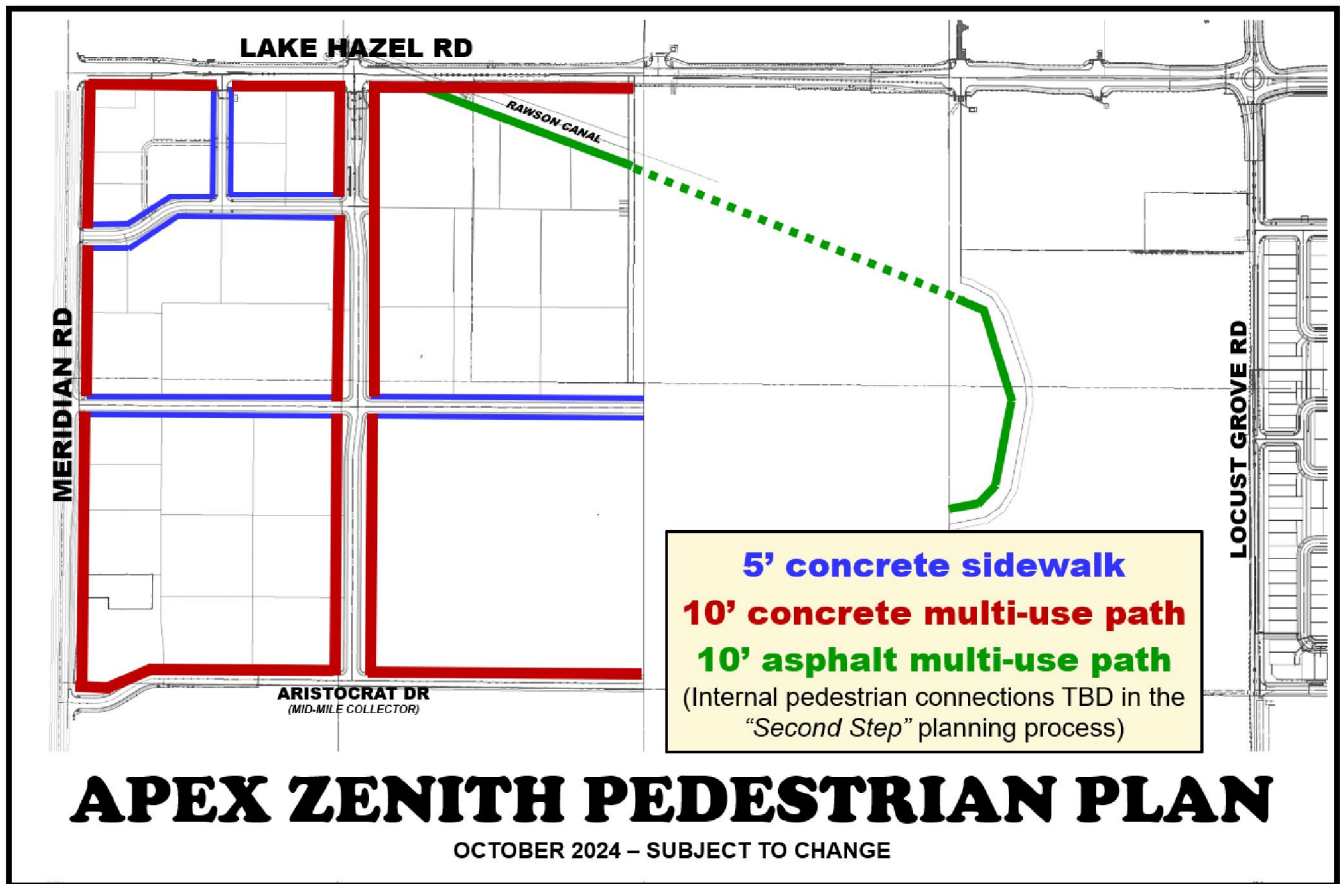 LAKE HAZEL RD
RAWSON CANAL
MERIDIAN RD
LOCUST GROVE RD
5’ concrete sidewalk
10’ concrete multi-use path
10’ asphalt multi-use path
(Internal pedestrian connections TBD in the
“Second Step” planning process)
ARISTOCRAT DR
(MID-MILE COLLECTOR)
APEX ZENITH PEDESTRIAN PLAN
OCTOBER 2024 – SUBJECT TO CHANGE